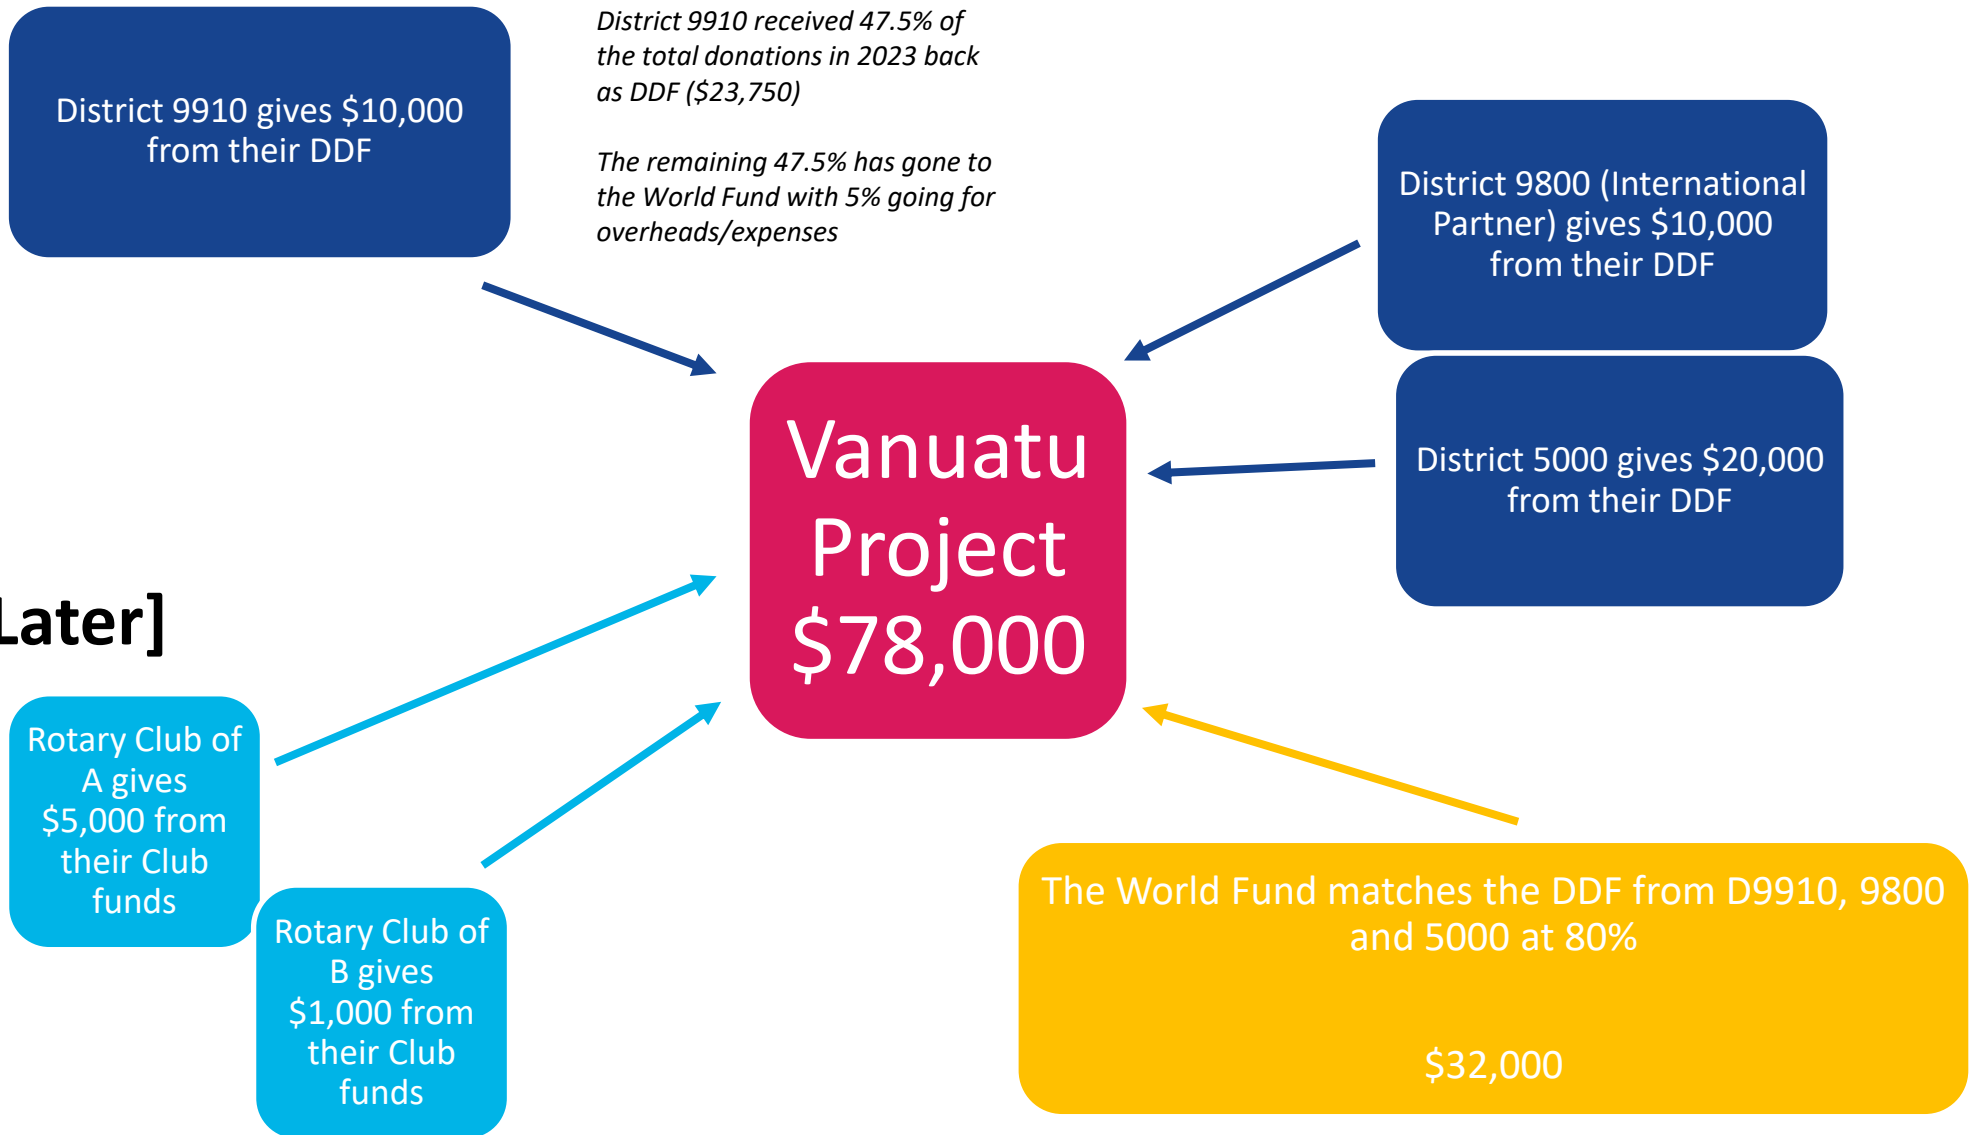 District 9910 gives $10,000
from their DDF
District 9910 received 47.5% of
the total donations in 2023 back
as DDF ($23,750)
The remaining 47.5% has gone to
the World Fund with 5% going for
overheads/expenses
District 9800 (International
Partner) gives $10,000
from their DDF
District 5000 gives $20,000
from their DDF
Vanuatu
Project
$78,000
Later]
Rotary Club of
A gives
$5,000 from
their Club
funds
Rotary Club of
B gives
$1,000 from
their Club
funds
The World Fund matches the DDF from D9910, 9800
and 5000 at 80%
$32,000